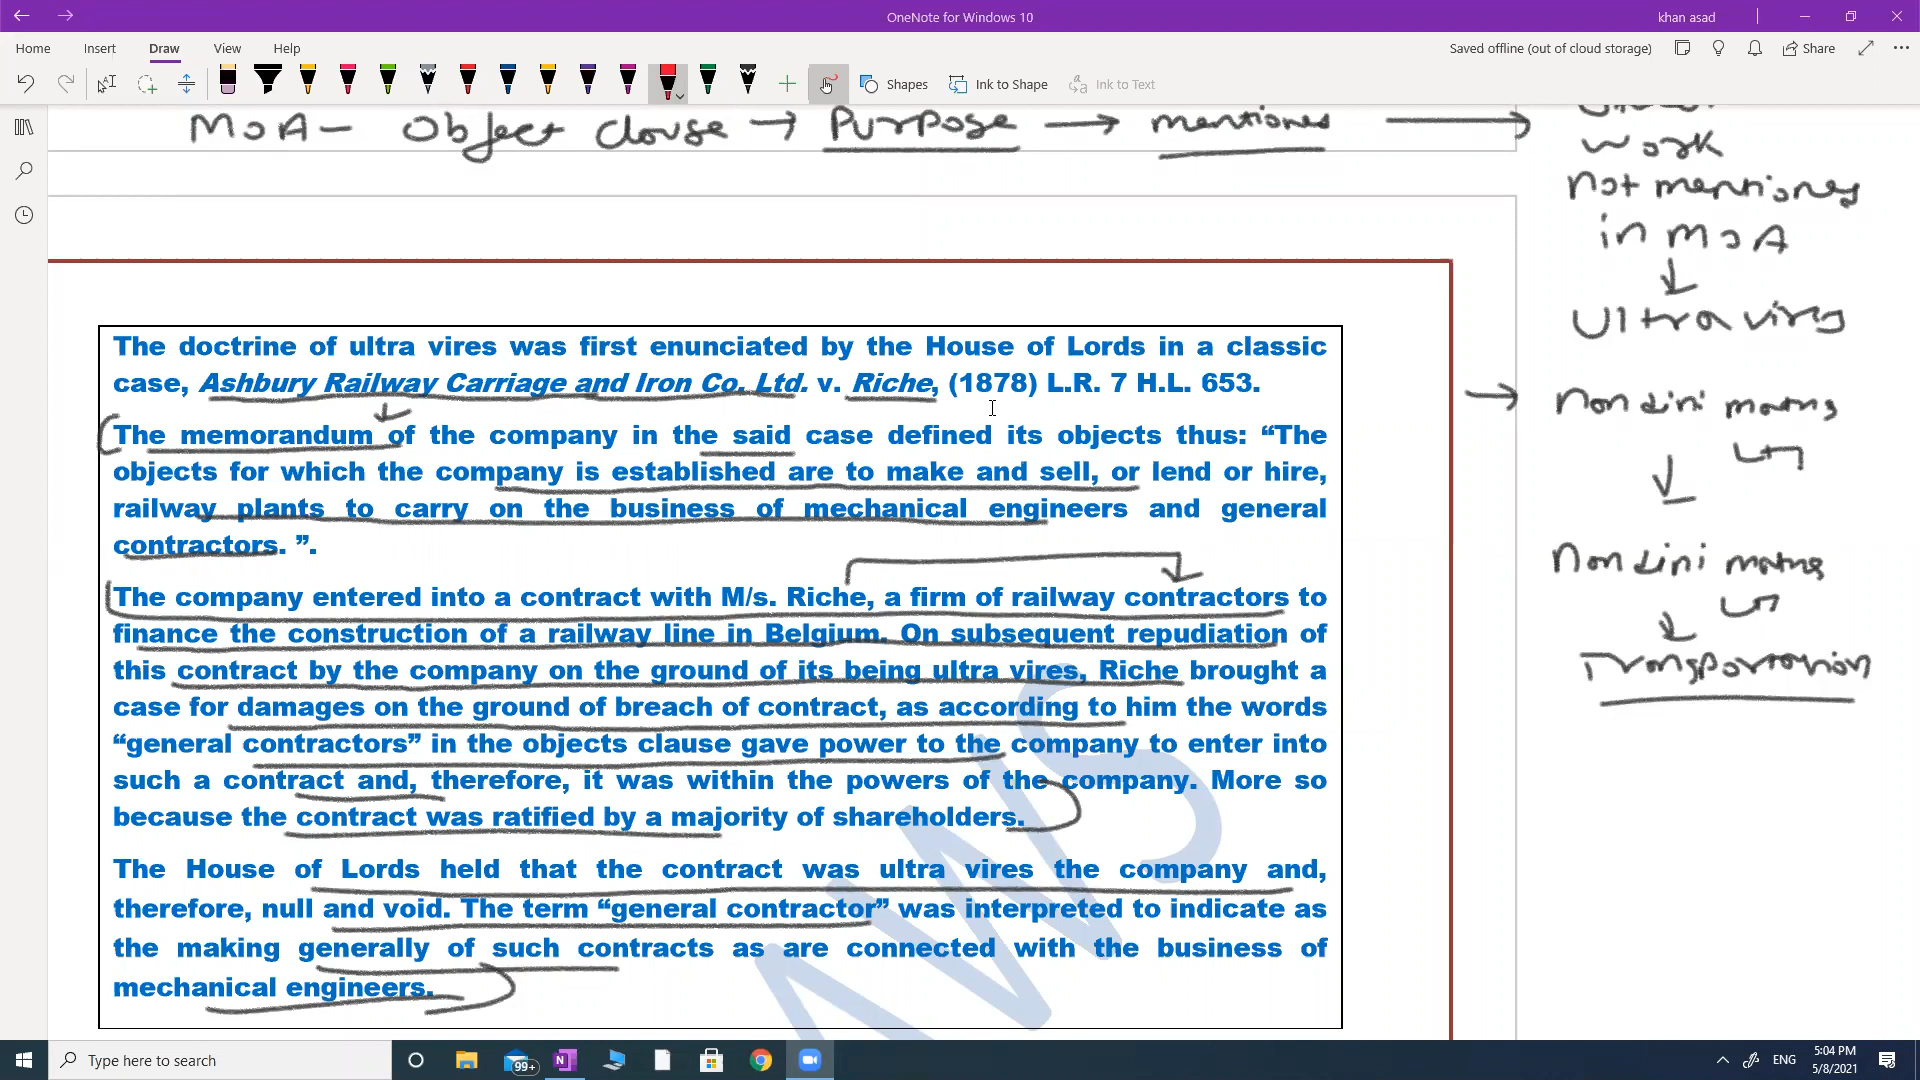 OneNote for Windows 10
khan asad
Home Insert Draw View Help
Saved offline (out of cloud storage)
Share
Shapes
Ink to Shape
Ink to Text
MOA - Object Clause → Purpose → mentioned
work
not mentioned
in MOA
Ultra vires
Nandini
Nandini
Transportation
The doctrine of ultra vires was first enunciated by the House of Lords in a classic
case, Ashbury Railway Carriage and Iron Co. Ltd. v. Riche, (1878) L.R. 7 H.L. 653.
The memorandum of the company in the said case defined its objects thus: “The
objects for which the company is established are to make and sell, or lend or hire,
railway plants to carry on the business of mechanical engineers and general
contractors. ”.
The company entered into a contract with M/s. Riche, a firm of railway contractors to
finance the construction of a railway line in Belgium. On subsequent repudiation of
this contract by the company on the ground of its being ultra vires, Riche brought a
case for damages on the ground of breach of contract, as according to him the words
“general contractors” in the objects clause gave power to the company to enter into
such a contract and, therefore, it was within the powers of the company. More so
because the contract was ratified by a majority of shareholders.
The House of Lords held that the contract was ultra vires the company and,
therefore, null and void. The term “general contractor” was interpreted to indicate as
the making generally of such contracts as are connected with the business of
mechanical engineers.
Type here to search
99+
ENG
5:04 PM
5/8/2021